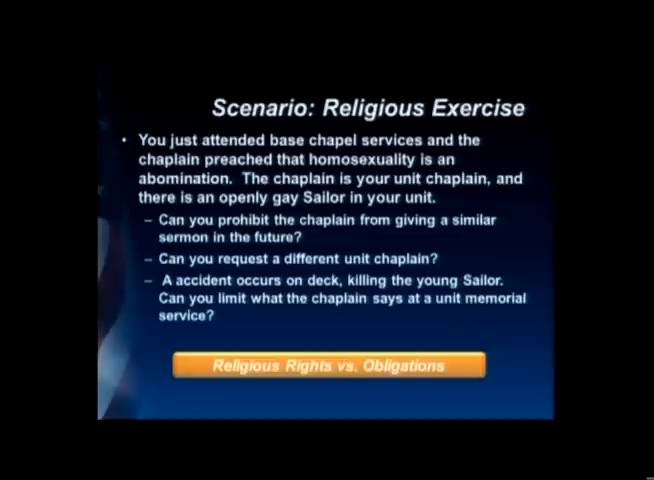 Scenario: Religious Exercise
• You just attended base chapel services and the
chaplain preached that homosexuality is an
abomination. The chaplain is your unit chaplain, and
there is an openly gay Sailor in your unit.
– Can you prohibit the chaplain from giving a similar
sermon in the future?
– Can you request a different unit chaplain?
– A accident occurs on deck, killing the young Sailor.
Can you limit what the chaplain says at a unit memorial
service?
Religious Rights vs. Obligations